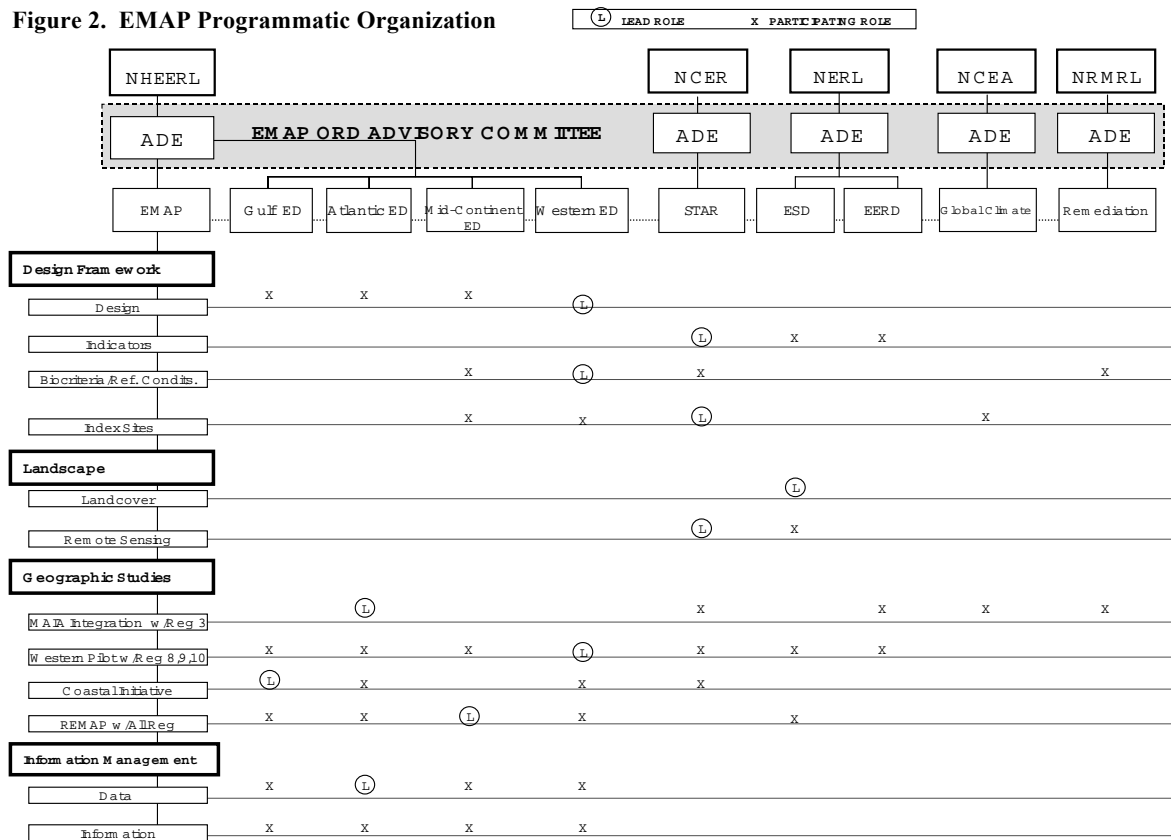 Figure 2. EMAP Programmatic Organization
L LEAD ROLE X PARTICIPATING ROLE
NHEERL NCER NERL NCEA NRMRL
ADE EMAP ORD ADVISORY COMMITTEE ADE ADE ADE ADE
EMAP Gulf ED Atlantic ED Mid-Continent ED Western ED STAR ESD EERD Global Climate Remediation
Design Framework
X X X L
Design
L X X
Indicators
X L X X
Biocriteria/Ref. Condits.
X X L X
Index Sites
Landscape
L
Landcover
L X
Remote Sensing
Geographic Studies
L X X X X
MAIA Integration w/Reg 3
Western Pilot w/Reg 8,9,10 X X X L X X X
L X X X
Coastal Initiative
X X L X X
REMAP w/All Reg
Information Management
X L X X
Data
X X X X
Information